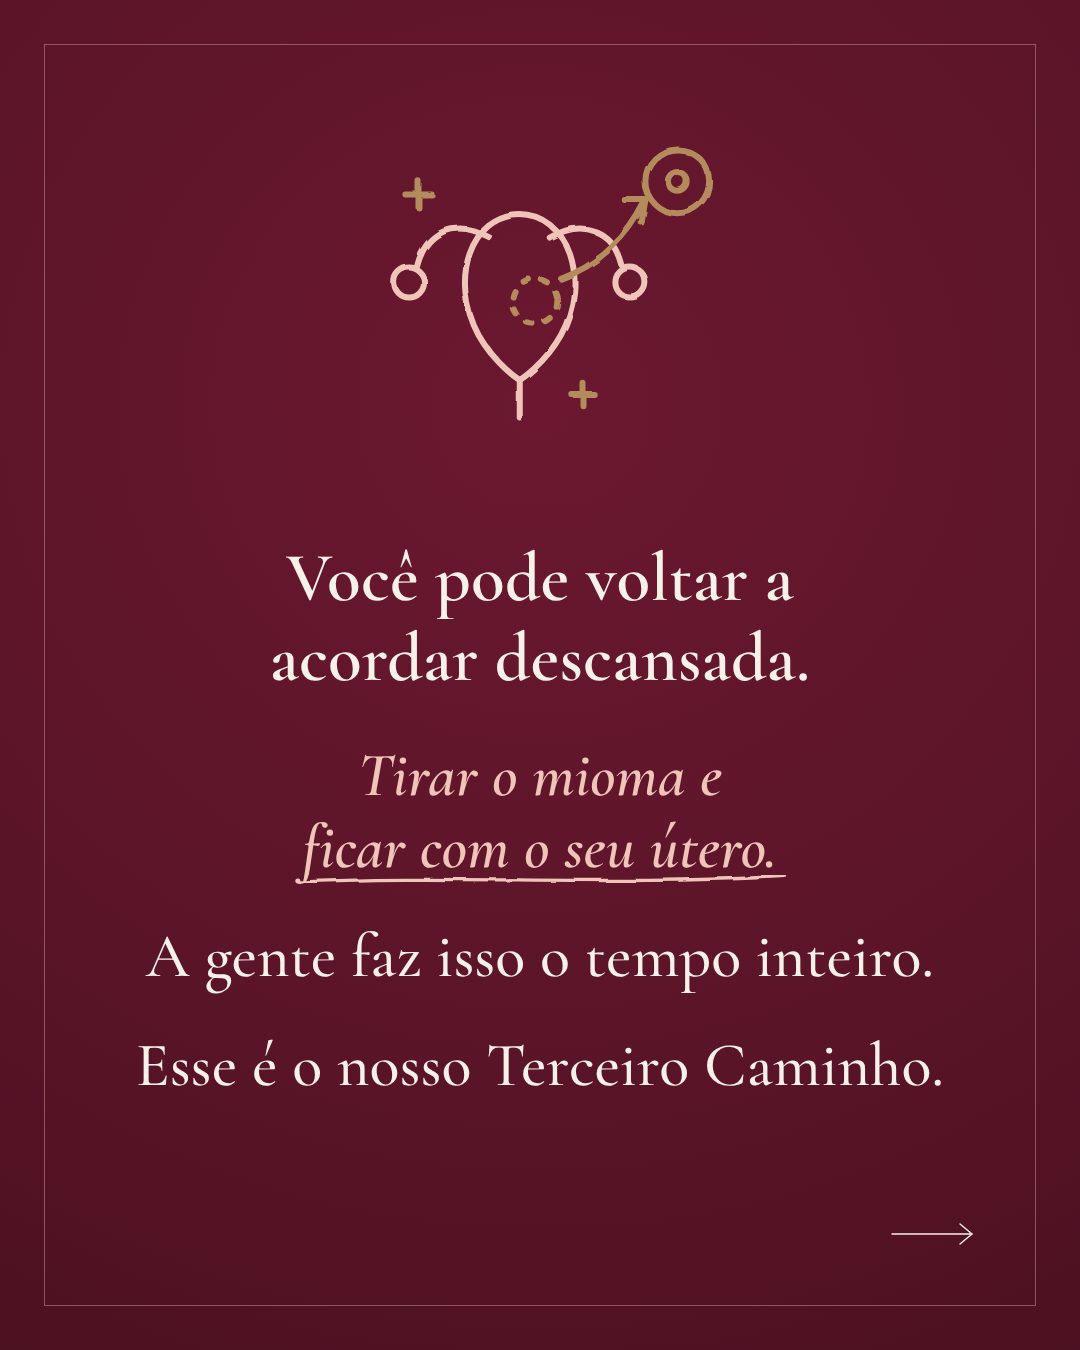 Você pode voltar a
acordar descansada.
Tirar o mioma e
ficar com o seu útero.
A gente faz isso o tempo inteiro.
Esse é o nosso Terceiro Caminho.